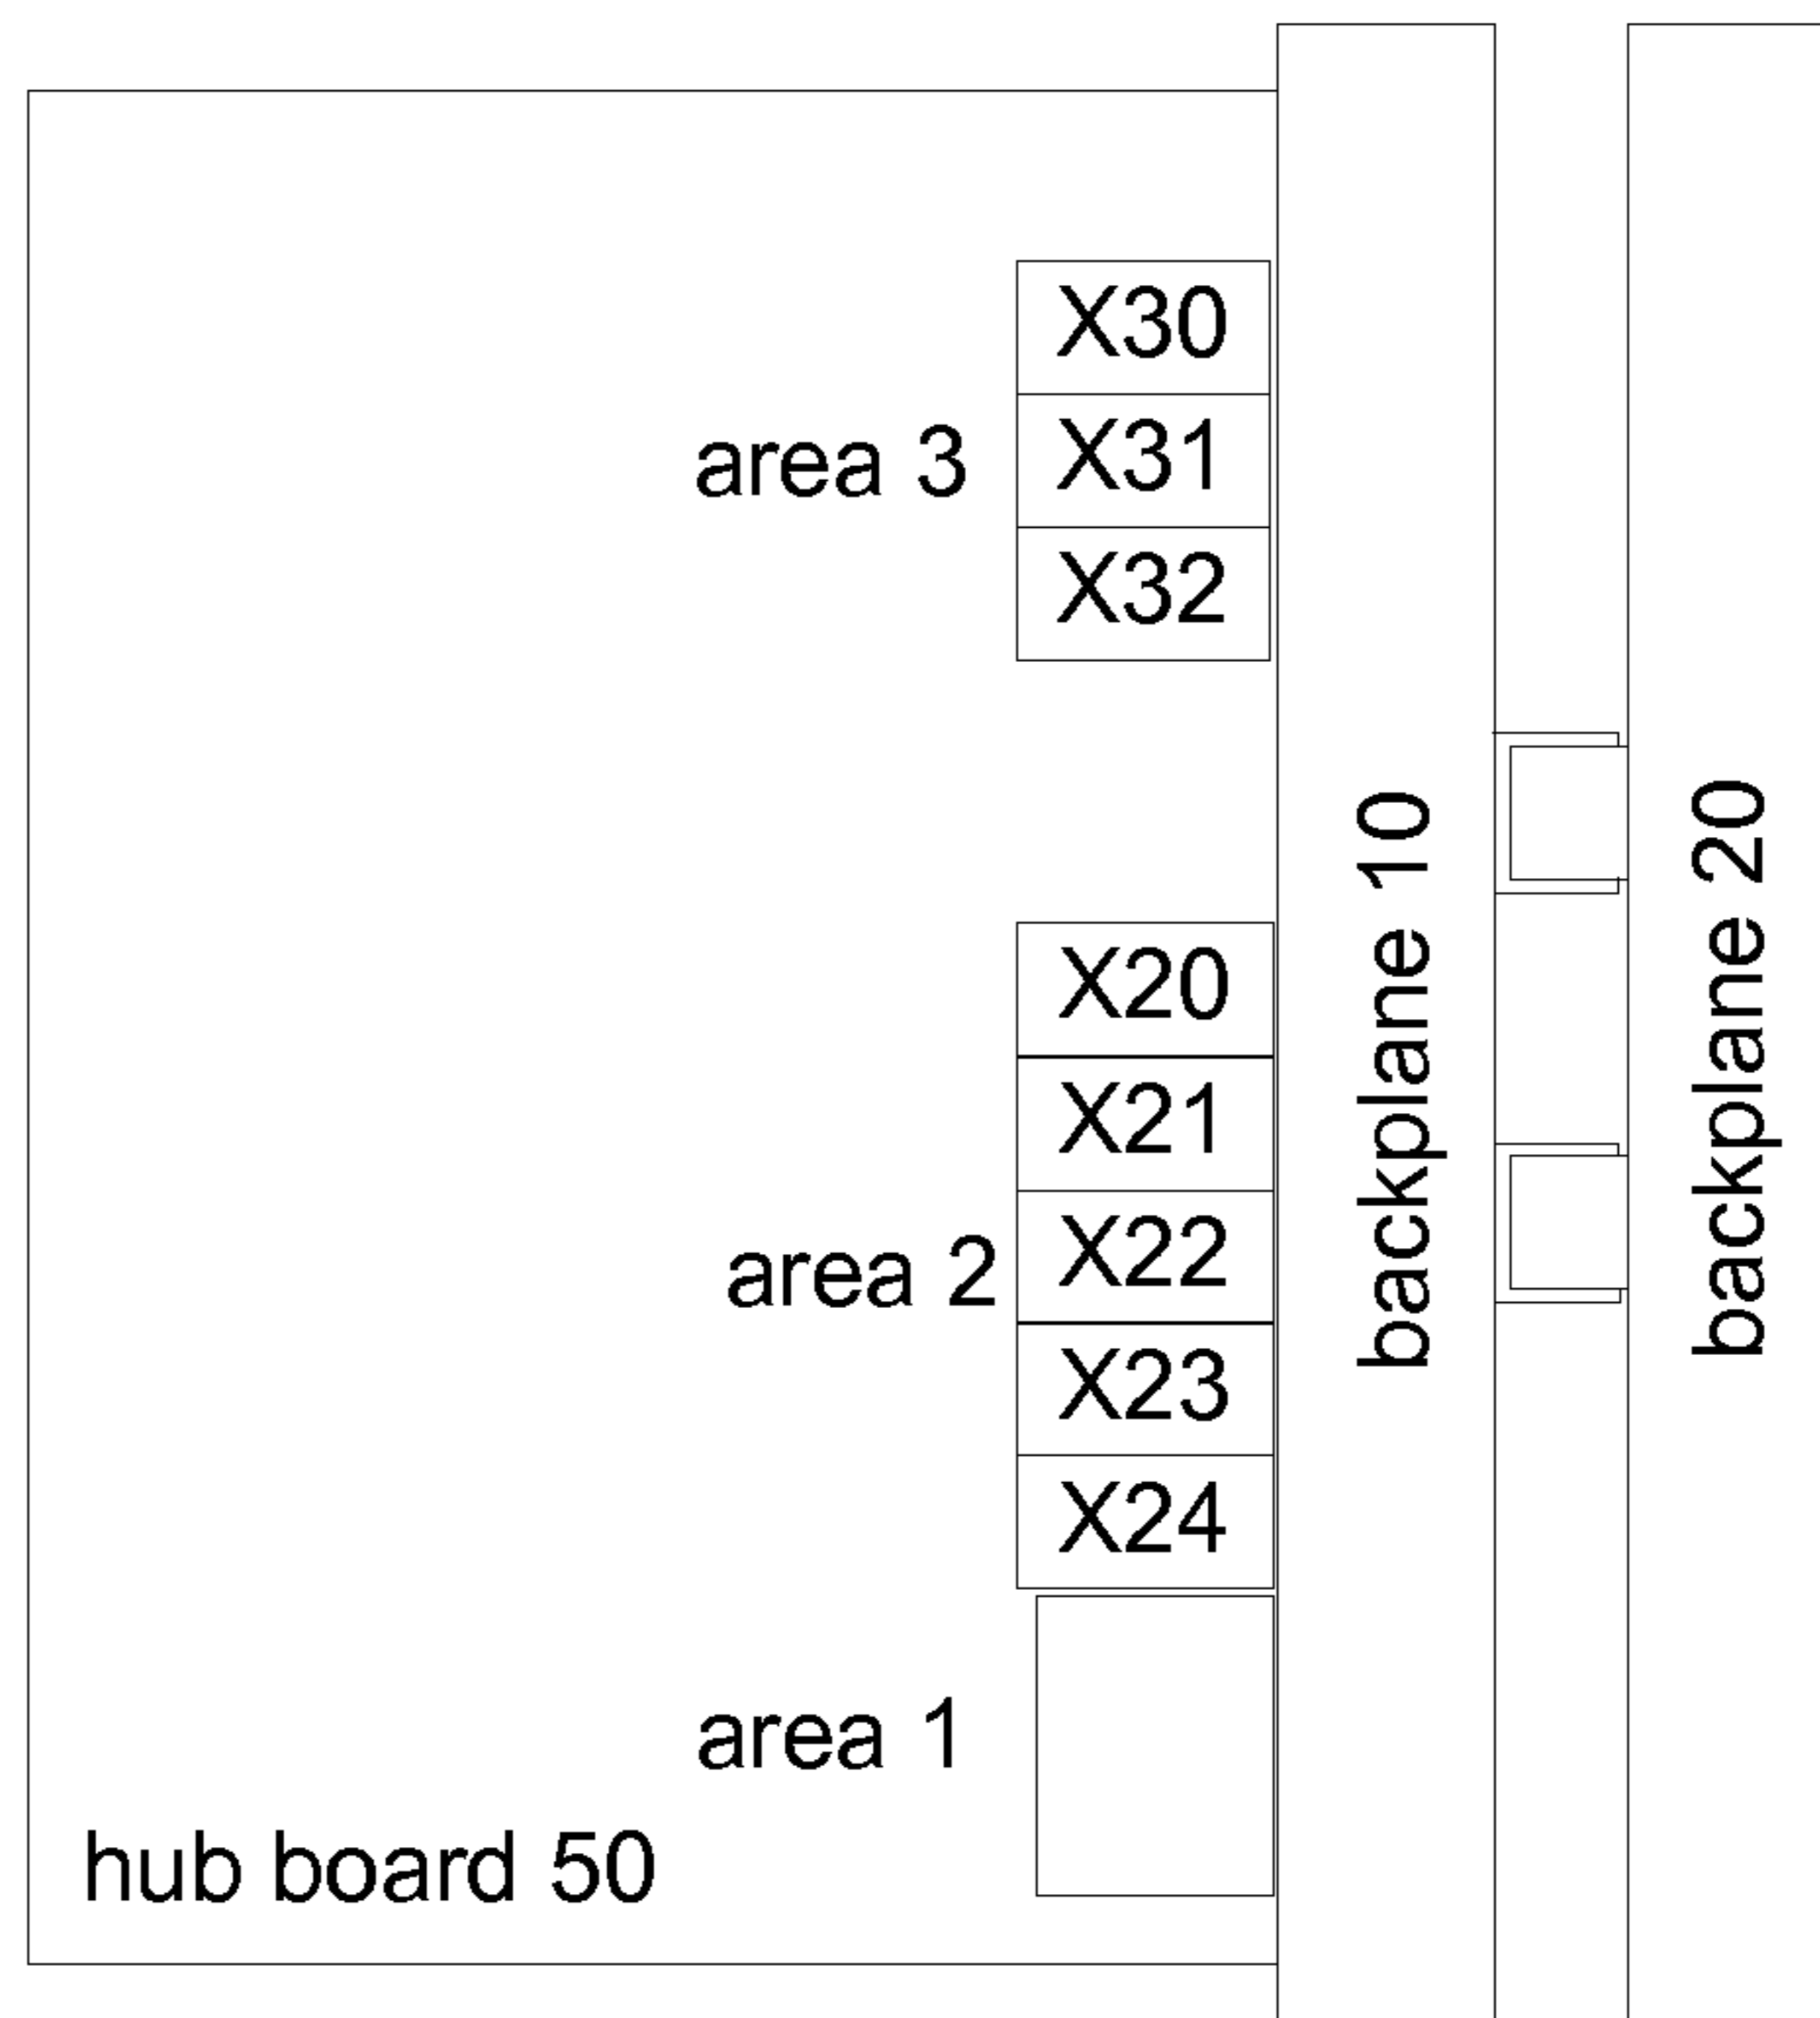 X30
X31
area 3
X32
X20
X21
X22
area 2
X23
X24
area 1
hub board 50
backplane 10
backplane 20